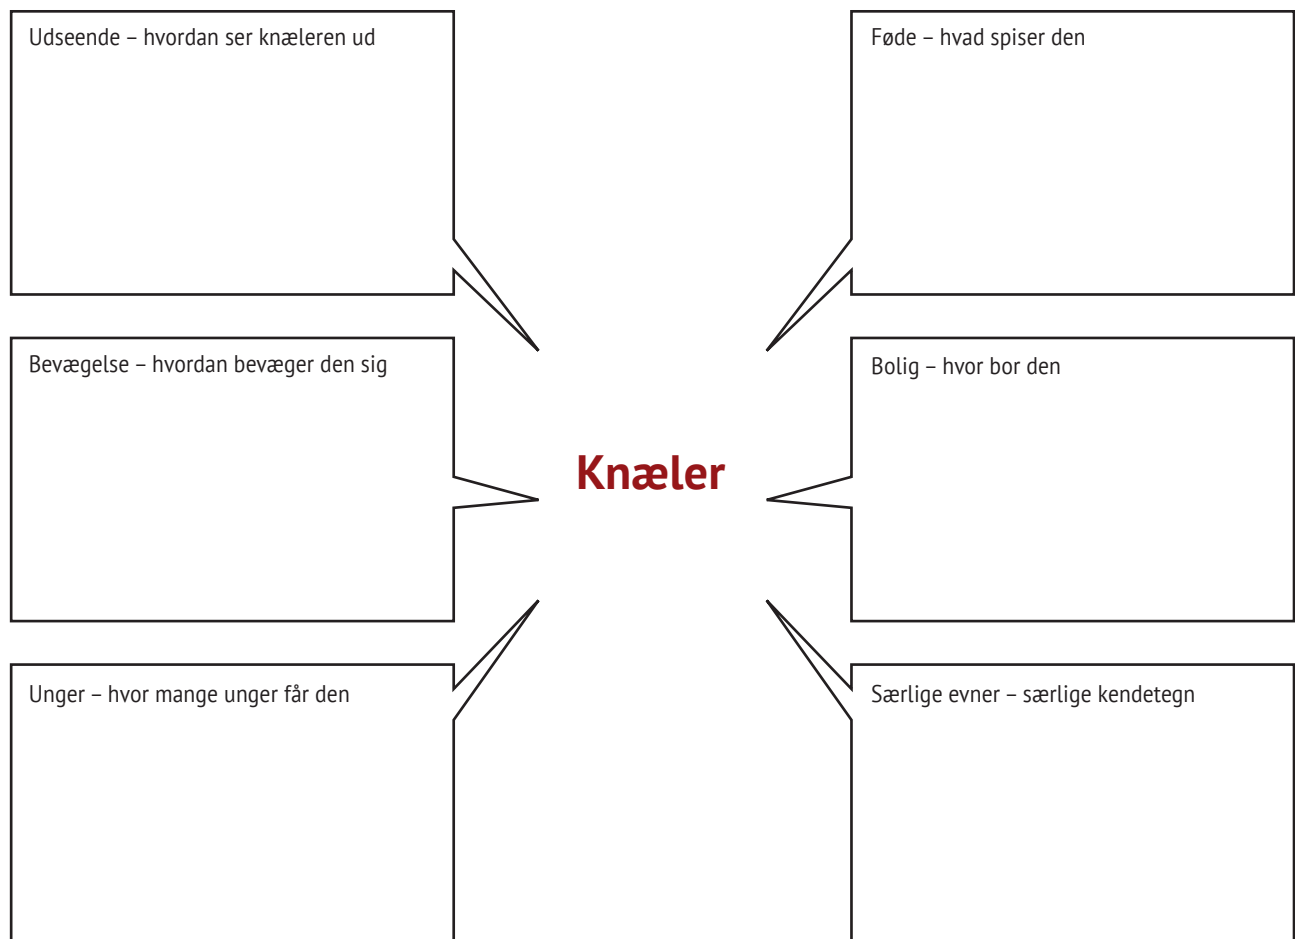 Udseende – hvordan ser knæleren ud
Føde – hvad spiser den
Bevægelse – hvordan bevæger den sig
Bolig – hvor bor den
Knæler
Unger – hvor mange unger får den
Særlige evner – særlige kendetegn